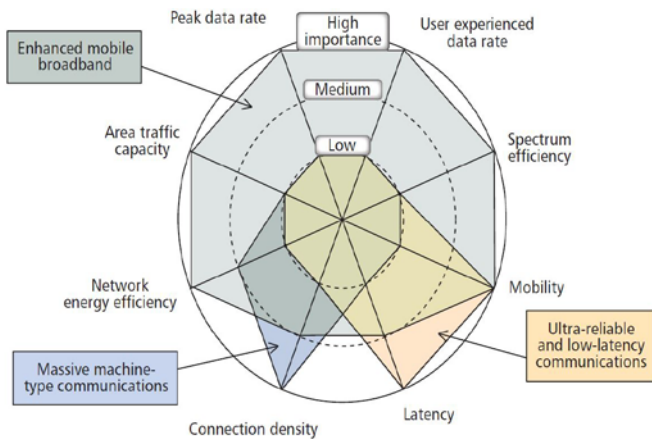 Peak data rate
High
importance
User experienced
data rate
Enhanced mobile
broadband
Medium
Area traffic
capacity
Low
Spectrum
efficiency
Network
energy efficiency
Mobility
Massive machine-
type communications
Ultra-reliable
and low-latency
communications
Connection density
Latency